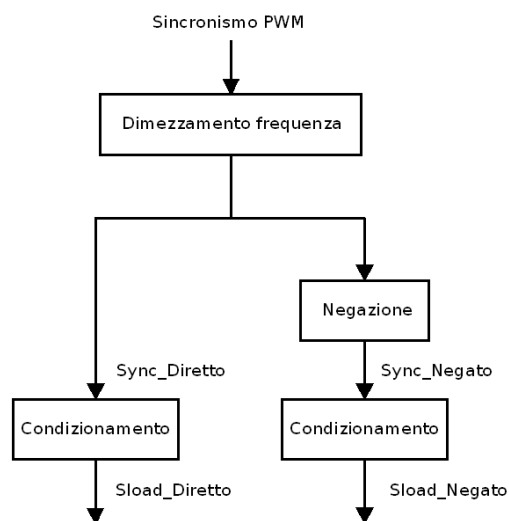 Sincronismo PWM
Dimezzamento frequenza
Negazione
Sync_Diretto
Sync_Negato
Condizionamento
Condizionamento
Sload_Diretto
Sload_Negato